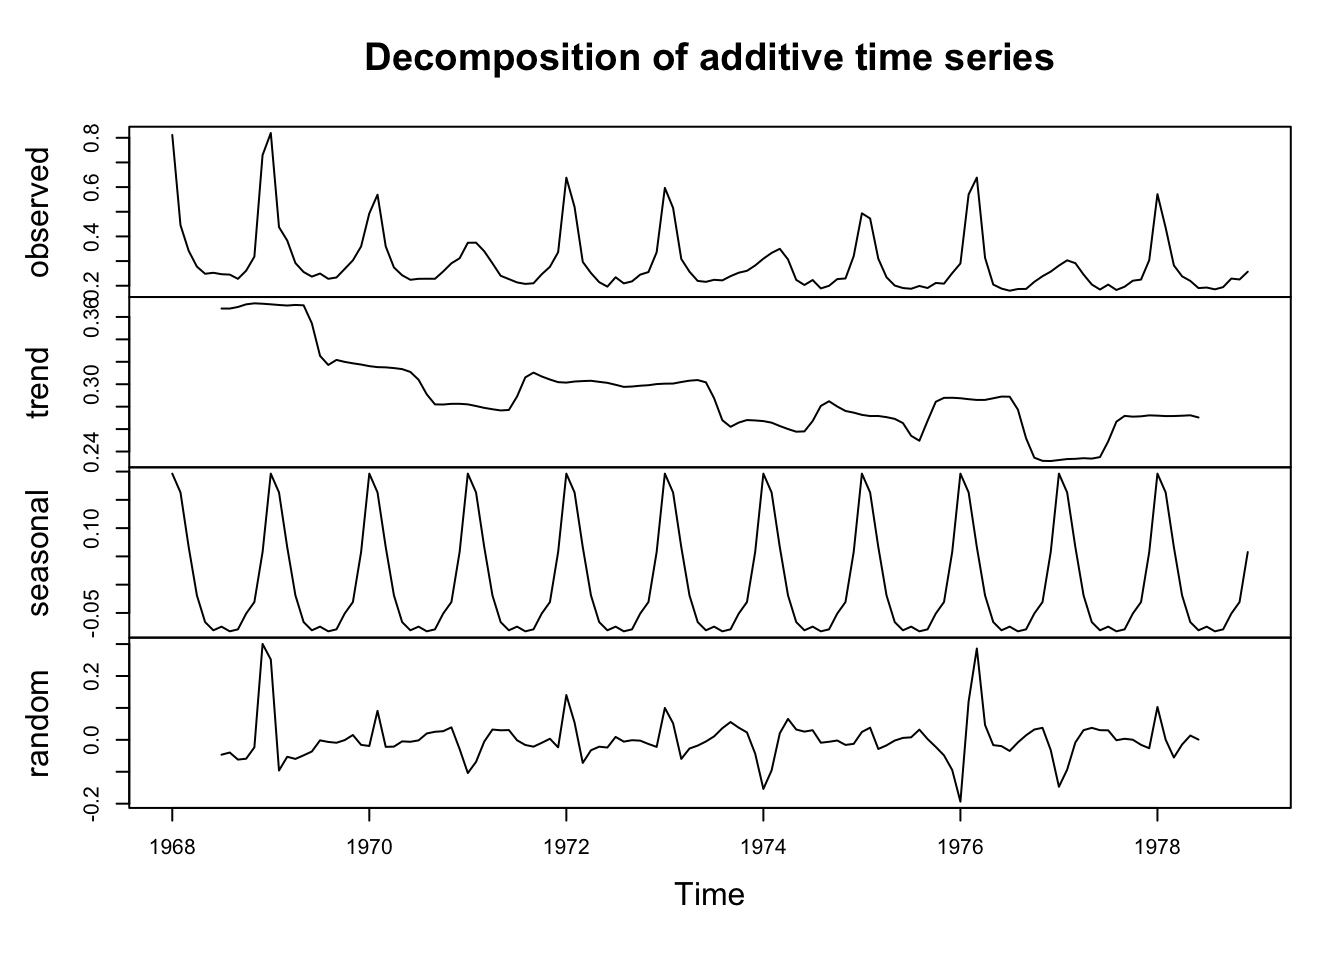 Decomposition of additive time series
observed
0.2 0.4 0.6 0.8
trend
0.24 0.30 0.36
seasonal
-0.05 0.10
random
-0.2 0.0 0.2
1968 1970 1972 1974 1976 1978
Time